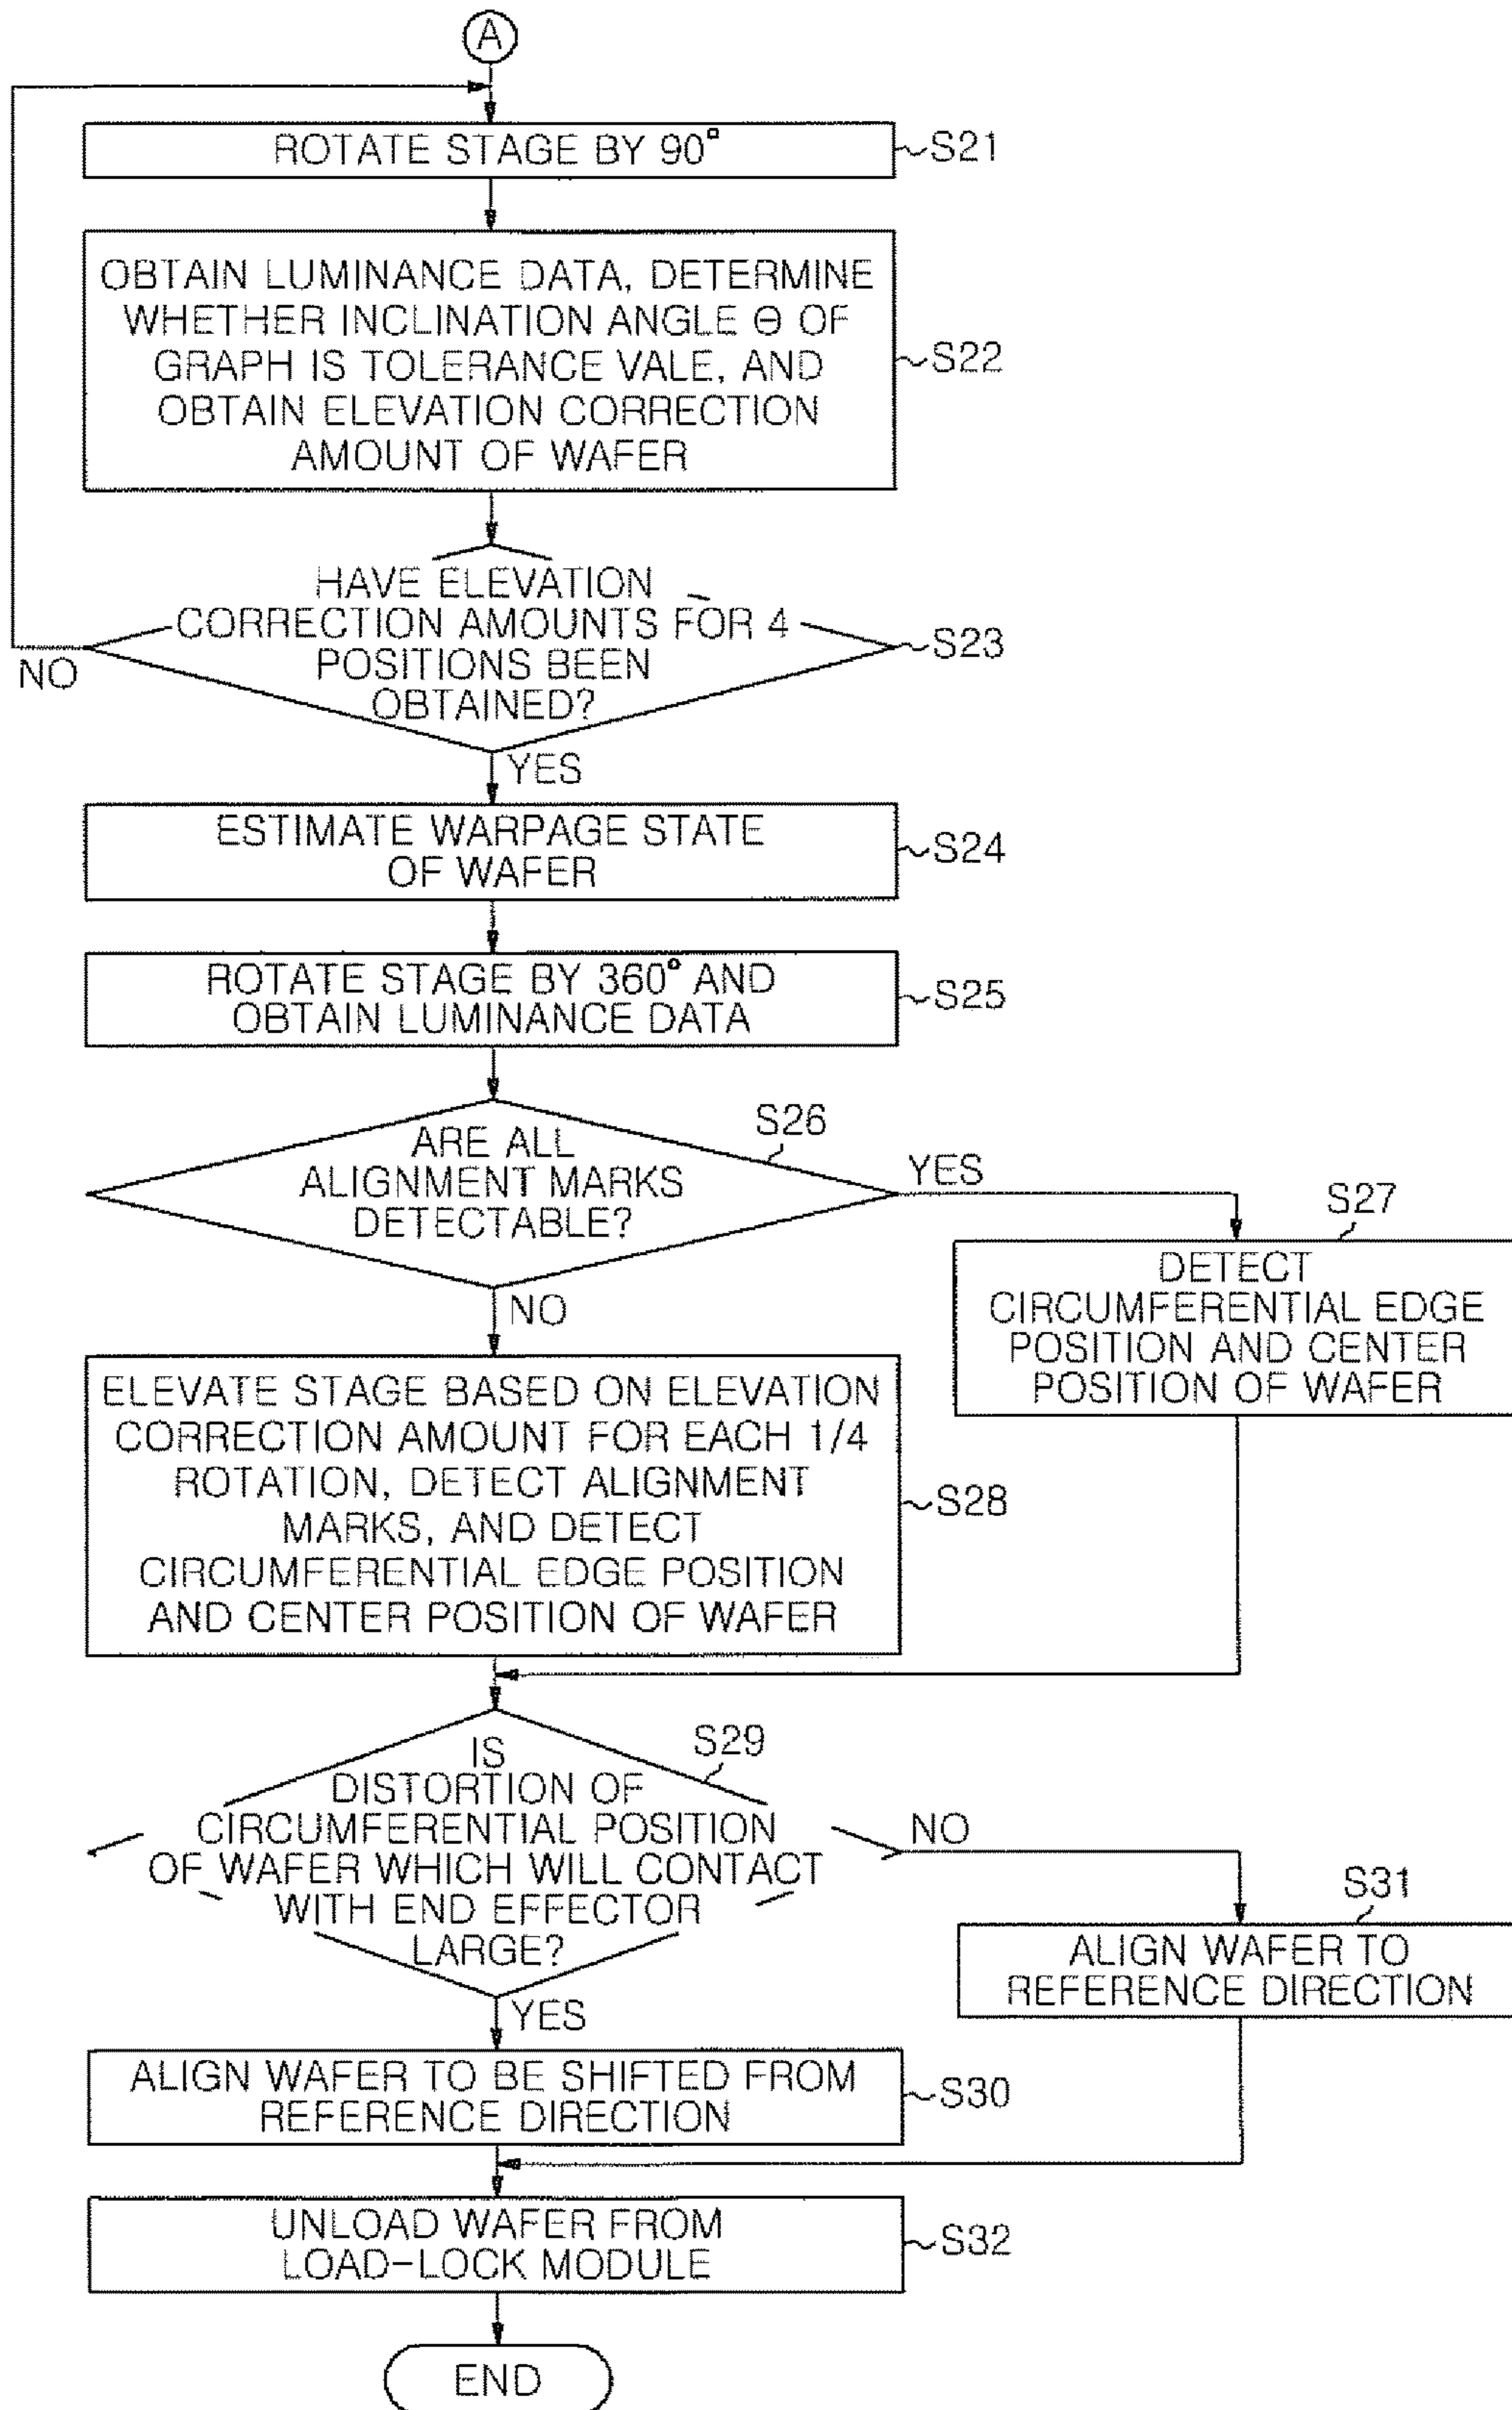 A
ROTATE STAGE BY 90°
S21
OBTAIN LUMINANCE DATA, DETERMINE
WHETHER INCLINATION ANGLE Θ OF
GRAPH IS TOLERANCE VALE, AND
OBTAIN ELEVATION CORRECTION
AMOUNT OF WAFER
S22
HAVE ELEVATION
CORRECTION AMOUNTS FOR 4
POSITIONS BEEN
OBTAINED?
S23
NO
YES
ESTIMATE WARPAGE STATE
OF WAFER
S24
ROTATE STAGE BY 360° AND
OBTAIN LUMINANCE DATA
S25
ARE ALL
ALIGNMENT MARKS
DETECTABLE?
S26
YES
NO
S27
DETECT
CIRCUMFERENTIAL EDGE
POSITION AND CENTER
POSITION OF WAFER
ELEVATE STAGE BASED ON ELEVATION
CORRECTION AMOUNT FOR EACH 1/4
ROTATION, DETECT ALIGNMENT
MARKS, AND DETECT
CIRCUMFERENTIAL EDGE POSITION
AND CENTER POSITION OF WAFER
S28
IS
DISTORTION OF
CIRCUMFERENTIAL POSITION
OF WAFER WHICH WILL CONTACT
WITH END EFFECTOR
LARGE?
S29
NO
YES
S31
ALIGN WAFER TO
REFERENCE DIRECTION
ALIGN WAFER TO BE SHIFTED FROM
REFERENCE DIRECTION
S30
UNLOAD WAFER FROM
LOAD-LOCK MODULE
S32
END